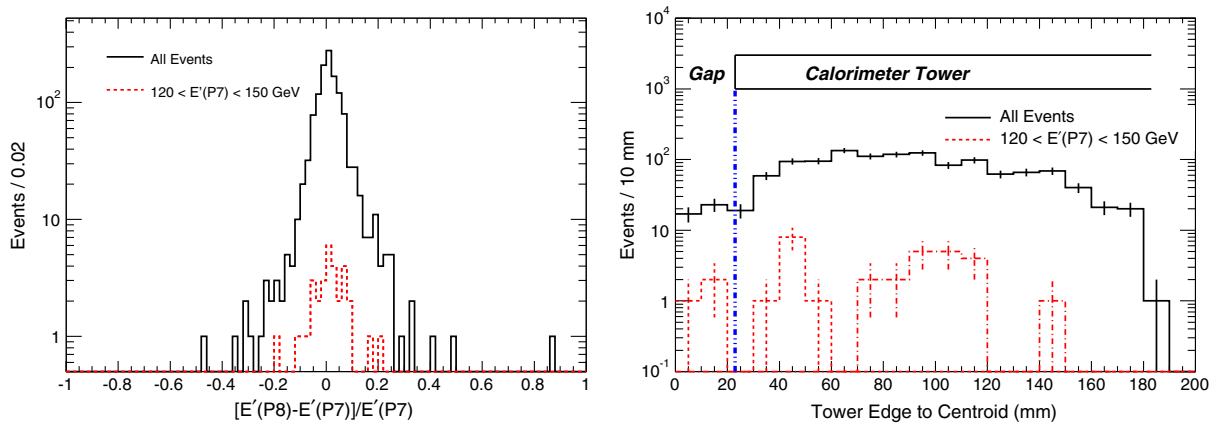 All Events
120 < E'(P7) < 150 GeV
10²
10
1
Events / 0.02
-1 -0.8 -0.6 -0.4 -0.2 0 0.2 0.4 0.6 0.8 1
[E′(P8)-E′(P7)]/E′(P7)
10⁴
10³
10²
10
1
10⁻¹
Events / 10 mm
Gap
Calorimeter Tower
All Events
120 < E′(P7) < 150 GeV
0 20 40 60 80 100 120 140 160 180 200
Tower Edge to Centroid (mm)